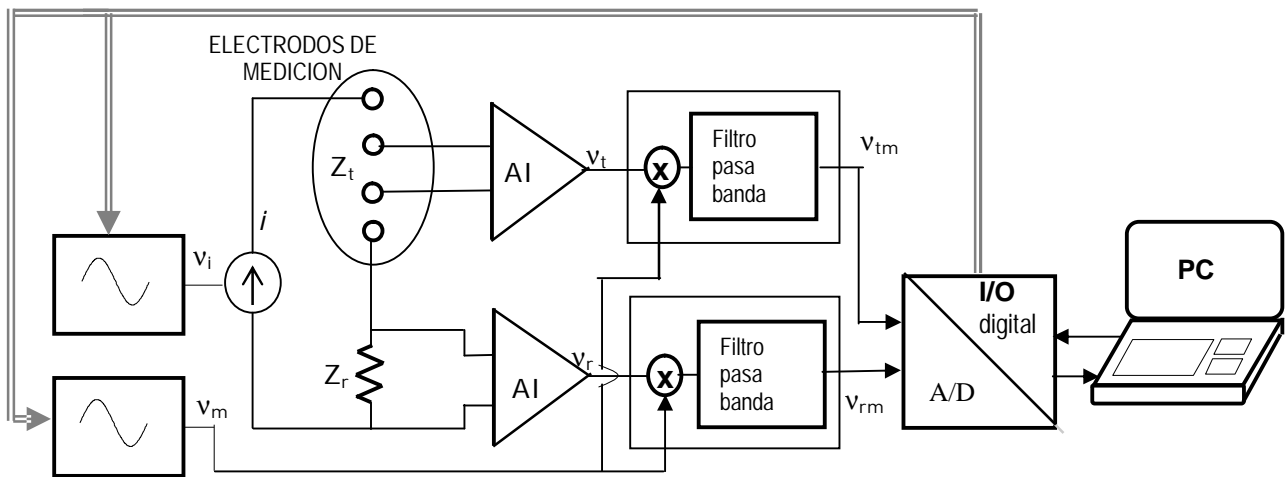 ELECTRODOS DE
MEDICION
Z_t
i
ν_i
AI
ν_t
x
Filtro
pasa
banda
ν_tm
PC
I/O
digital
A/D
Z_r
AI
ν_r
x
Filtro
pasa
banda
ν_rm
ν_m